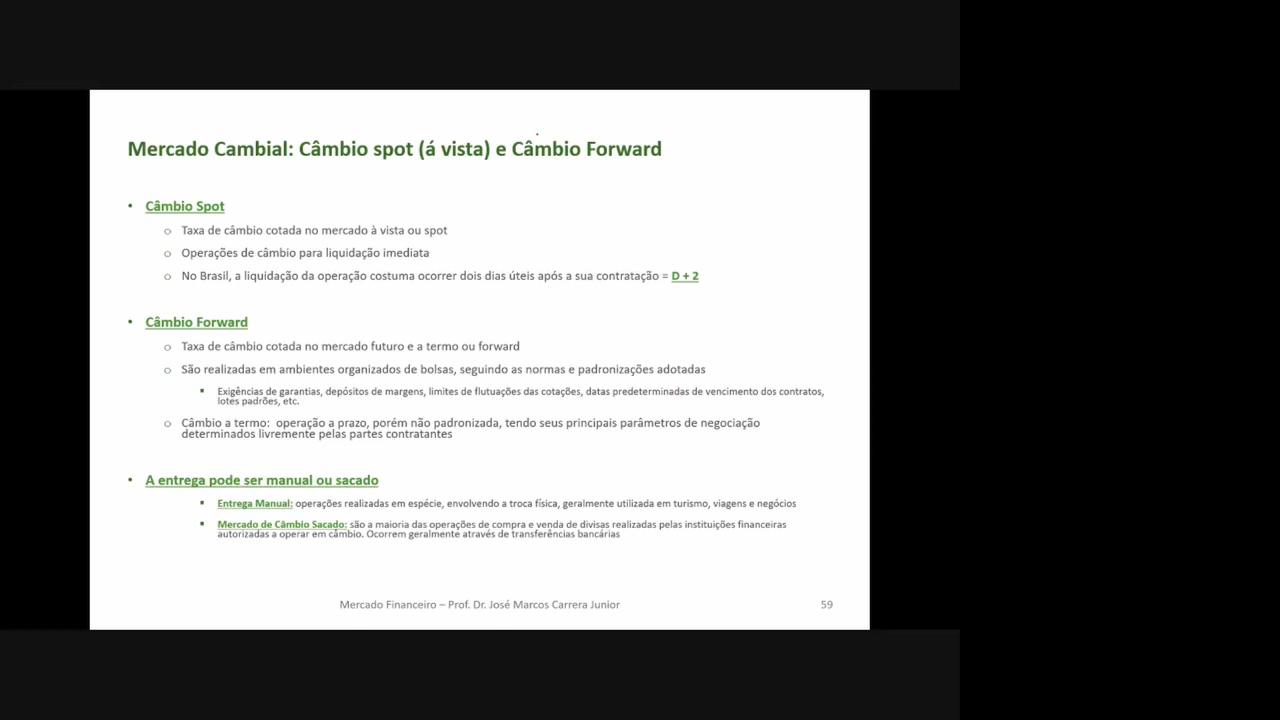 Mercado Cambial: Câmbio spot (á vista) e Câmbio Forward
• Câmbio Spot
o Taxa de câmbio cotada no mercado à vista ou spot
o Operações de câmbio para liquidação imediata
o No Brasil, a liquidação da operação costuma ocorrer dois dias úteis após a sua contratação = D + 2
• Câmbio Forward
o Taxa de câmbio cotada no mercado futuro e a termo ou forward
o São realizadas em ambientes organizados de bolsas, seguindo as normas e padronizações adotadas
▪ Exigências de garantias, depósitos de margens, limites de flutuações das cotações, datas predeterminadas de vencimento dos contratos,
lotes padrões, etc.
o Câmbio a termo: operação a prazo, porém não padronizada, tendo seus principais parâmetros de negociação
determinados livremente pelas partes contratantes
• A entrega pode ser manual ou sacado
▪ Entrega Manual: operações realizadas em espécie, envolvendo a troca física, geralmente utilizada em turismo, viagens e negócios
▪ Mercado de Câmbio Sacado: são a maioria das operações de compra e venda de divisas realizadas pelas instituições financeiras
autorizadas a operar em câmbio. Ocorrem geralmente através de transferências bancárias
Mercado Financeiro – Prof. Dr. José Marcos Carrera Junior
59